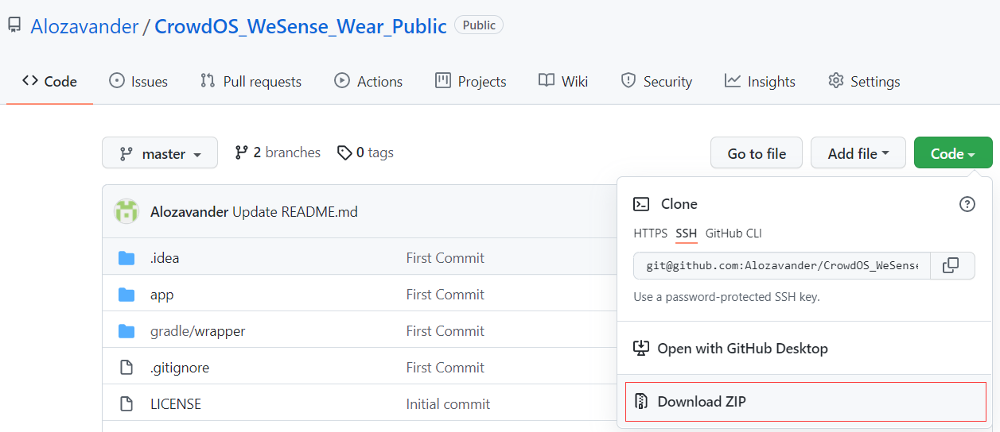 Alozavander / CrowdOS_WeSense_Wear_Public Public
Code Issues Pull requests Actions Projects Wiki Security Insights Settings
master 2 branches 0 tags Go to file Add file Code
Alozavander Update README.md
.idea First Commit
app First Commit
gradle/wrapper First Commit
.gitignore First Commit
LICENSE Initial commit
Clone
HTTPS SSH GitHub CLI
git@github.com:Alozavander/CrowdOS_WeSense
Use a password-protected SSH key.
Open with GitHub Desktop
Download ZIP